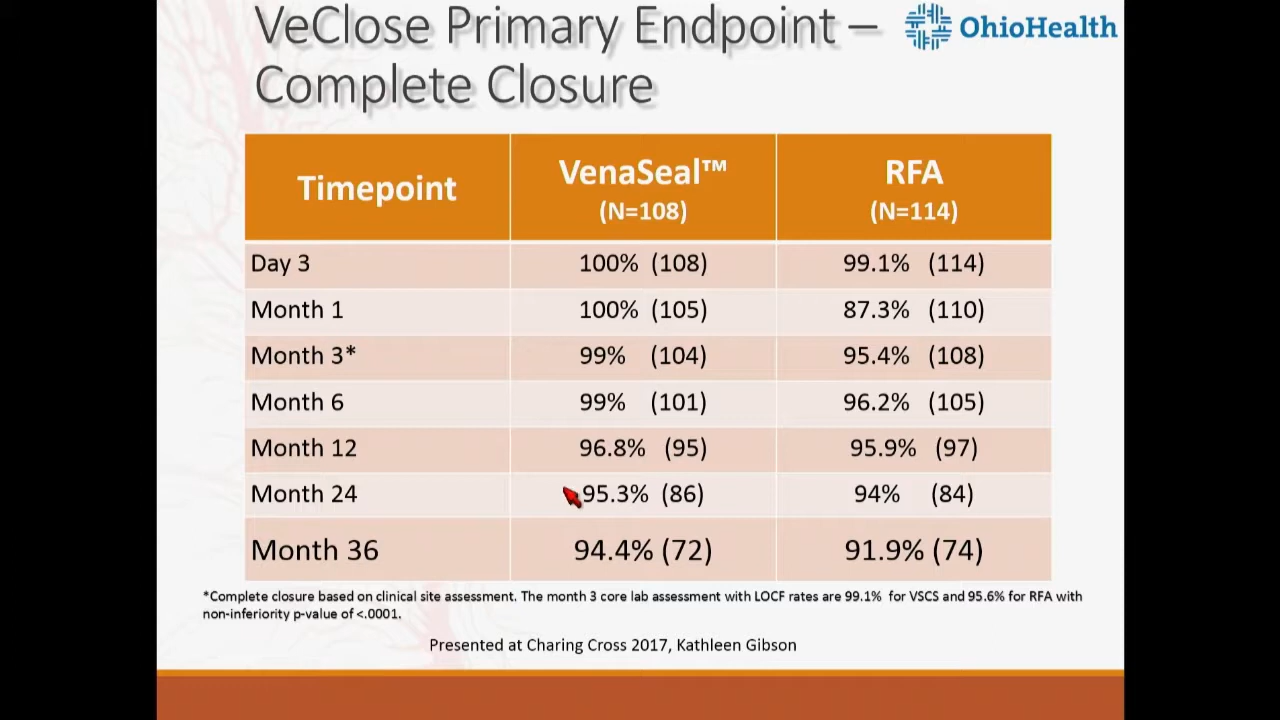 VeClose Primary Endpoint –
Complete Closure
OhioHealth
Timepoint
VenaSeal™
(N=108)
RFA
(N=114)
Day 3 100% (108) 99.1% (114)
Month 1 100% (105) 87.3% (110)
Month 3* 99% (104) 95.4% (108)
Month 6 99% (101) 96.2% (105)
Month 12 96.8% (95) 95.9% (97)
Month 24 95.3% (86) 94% (84)
Month 36 94.4% (72) 91.9% (74)
*Complete closure based on clinical site assessment. The month 3 core lab assessment with LOCF rates are 99.1% for VSCS and 95.6% for RFA with
non-inferiority p-value of <.0001.
Presented at Charing Cross 2017, Kathleen Gibson